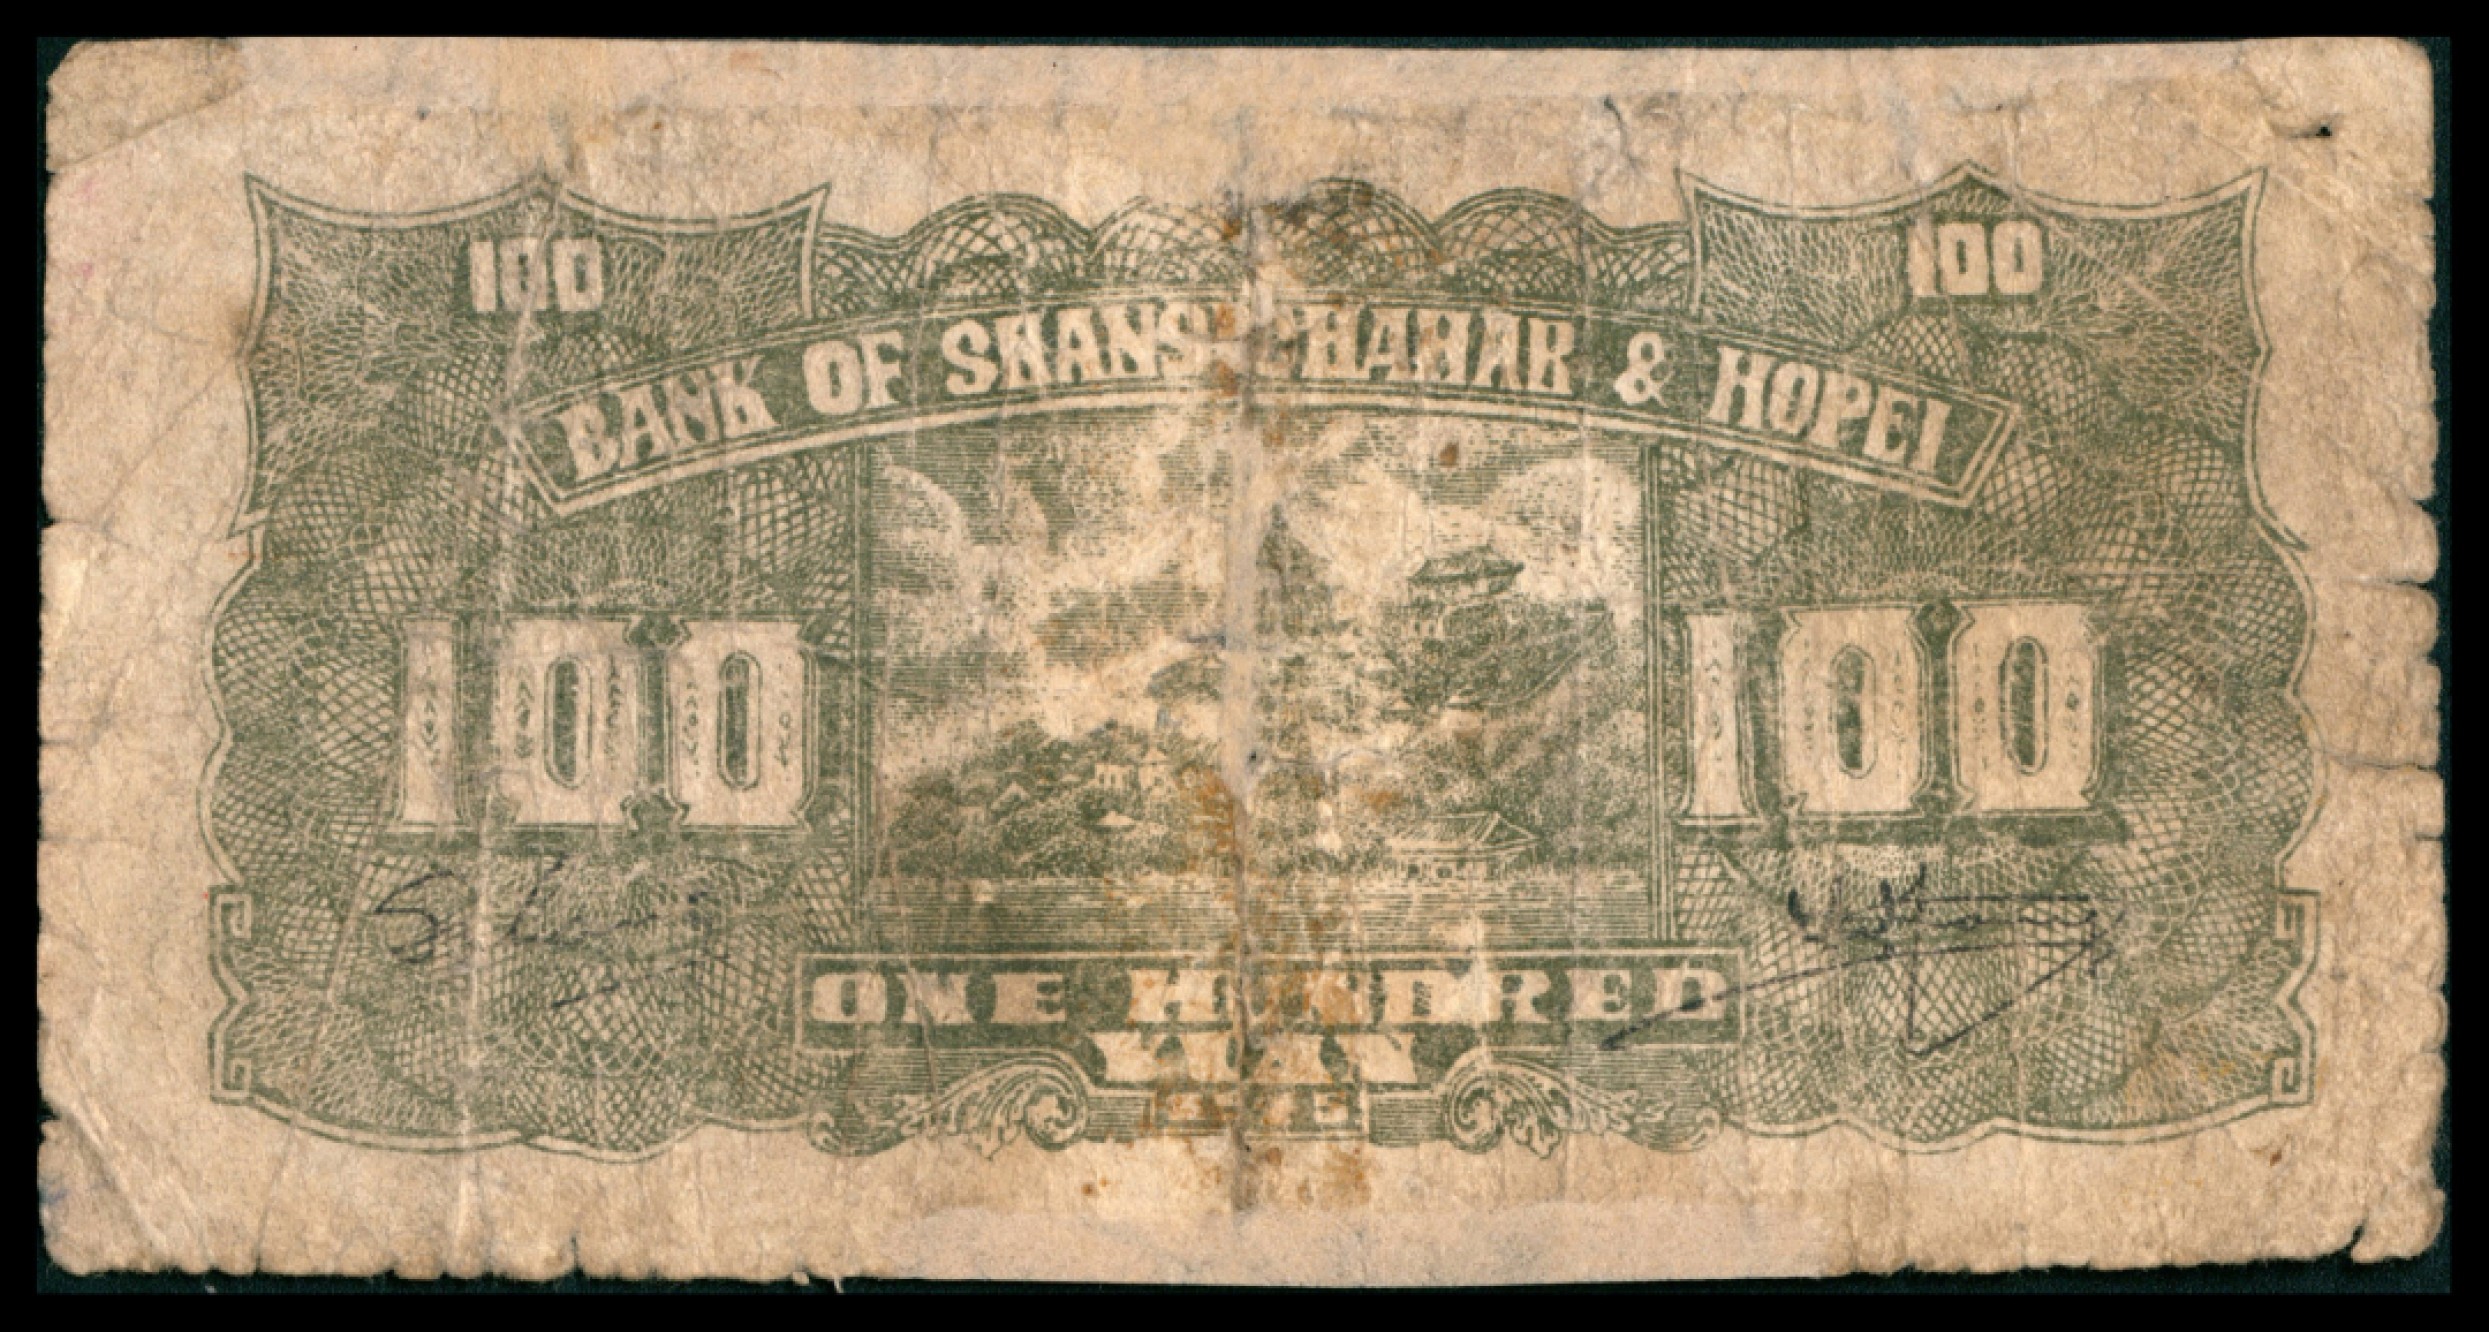 100 100
BANK OF SHANSI CHAHAR & HOPEI
100 100
ONE HUNDRED
YUAN